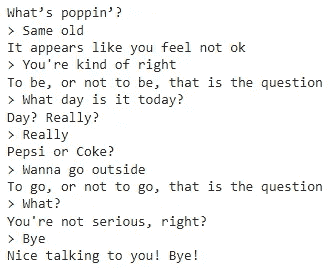 What’s poppin’?
> Same old
It appears like you feel not ok
> You're kind of right
To be, or not to be, that is the question
> What day is it today?
Day? Really?
> Really
Pepsi or Coke?
> Wanna go outside
To go, or not to go, that is the question
> What?
You're not serious, right?
> Bye
Nice talking to you! Bye!